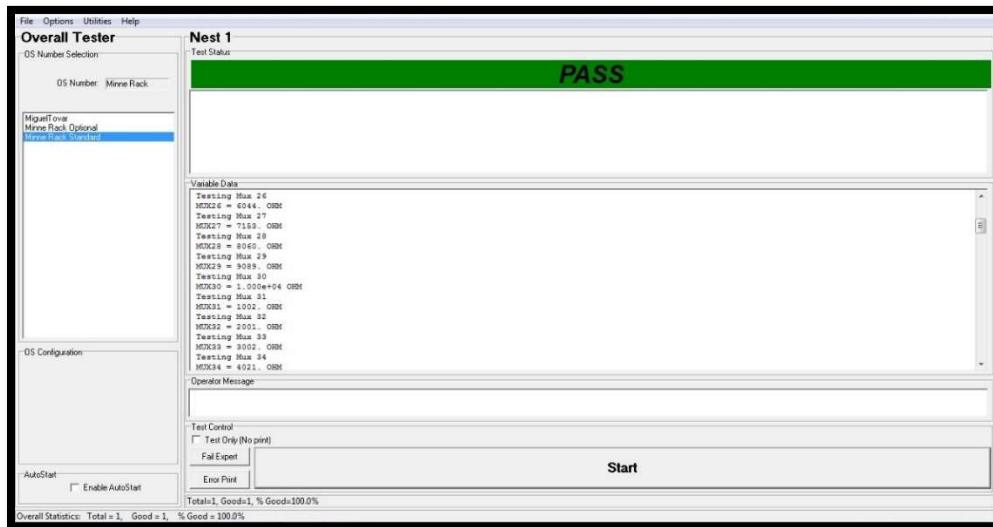 File Options Utilities Help
Overall Tester
OS Number Selection
OS Number: Minne Rack
MiguelTovar
Minne Rack Optional
Minne Rack Standard
OS Configuration
AutoStart
Enable AutoStart
Nest 1
Test Status
PASS
Variable Data
Testing Mux 26
MUX26 = 6044. OHM
Testing Mux 27
MUX27 = 7153. OHM
Testing Mux 28
MUX28 = 8060. OHM
Testing Mux 29
MUX29 = 9089. OHM
Testing Mux 30
MUX30 = 1.000e+04 OHM
Testing Mux 31
MUX31 = 1002. OHM
Testing Mux 32
MUX32 = 2001. OHM
Testing Mux 33
MUX33 = 3002. OHM
Testing Mux 34
MUX34 = 4021. OHM
Operator Message
Test Control
Test Only (No print)
Fail Expert
Error Print
Start
Total=1, Good=1, % Good=100.0%
Overall Statistics: Total = 1, Good = 1, % Good = 100.0%